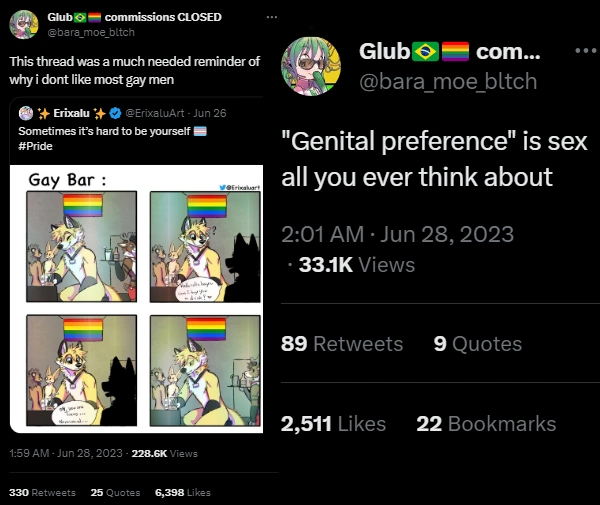 Glub🇧🇷🏳️‍🌈 commissions CLOSED
@bara_moe_bltch
This thread was a much needed reminder of
why i dont like most gay men
✨ Erixalu ✨ @ErixaluArt · Jun 26
Sometimes it's hard to be yourself 🏳️‍⚧️
#Pride
Gay Bar :
@Erixaluart
?
1:59 AM · Jun 28, 2023 · 228.6K Views
330 Retweets 25 Quotes 6,398 Likes
Glub🇧🇷🏳️‍🌈 com...
@bara_moe_bltch
"Genital preference" is sex
all you ever think about
2:01 AM · Jun 28, 2023
· 33.1K Views
89 Retweets 9 Quotes
2,511 Likes 22 Bookmarks